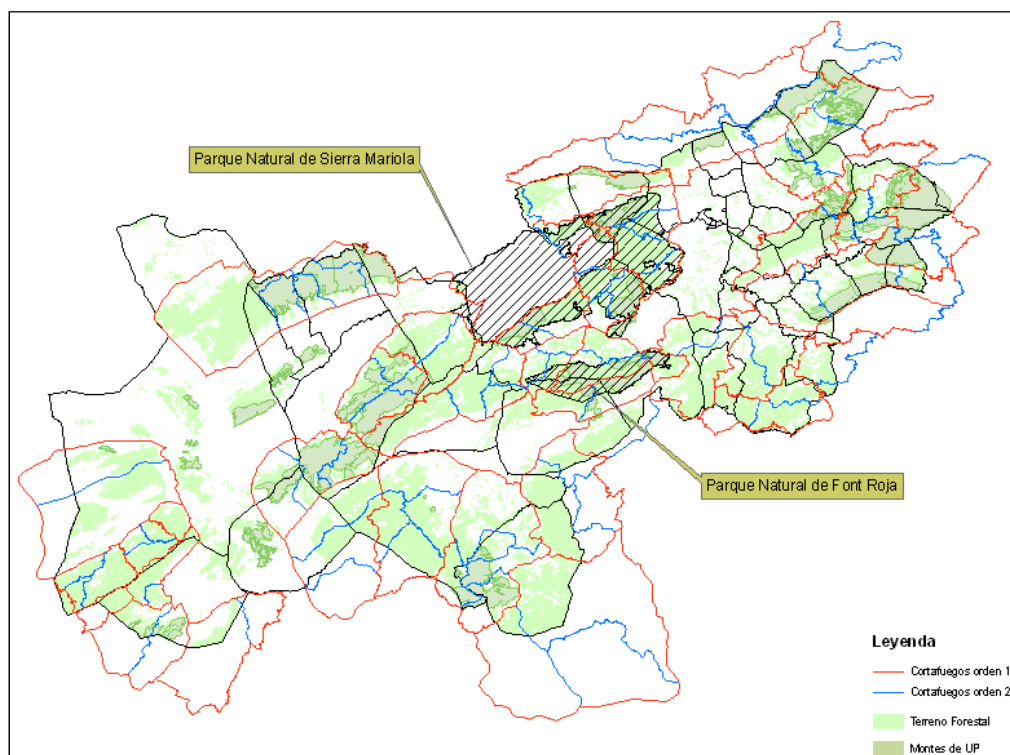 Parque Natural de Sierra Mariola
Parque Natural de Font Roja
Leyenda
Cortafuegos orden 1
Cortafuegos orden 2
Terreno Forestal
Montes de UP